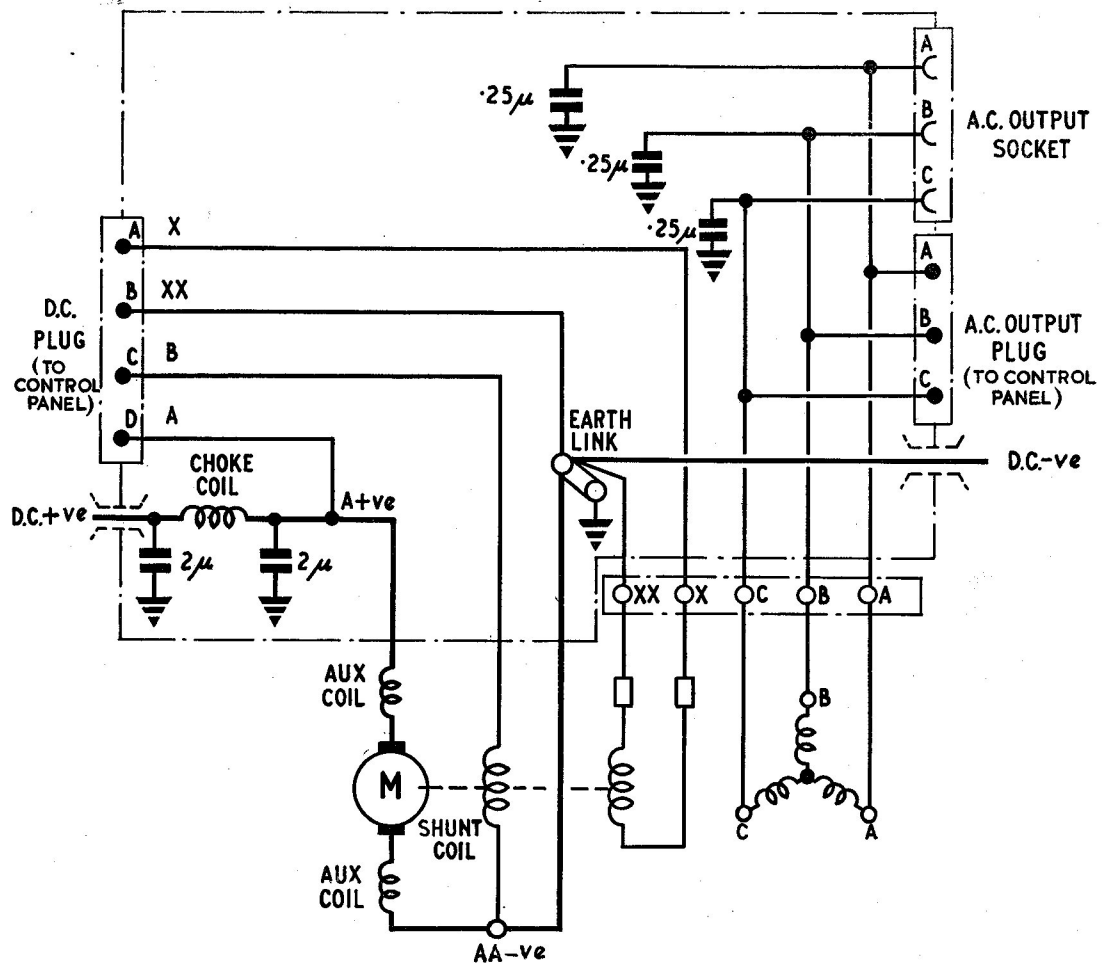 A
·25μ
B
A.C. OUTPUT
SOCKET
·25μ
C
·25μ
A X
A
B XX
D.C.
PLUG
(TO
CONTROL
PANEL)
B
A.C. OUTPUT
PLUG
(TO CONTROL
PANEL)
C B
C
D A
EARTH
LINK
CHOKE
COIL
D.C.-ve
D.C.+ve
A+ve
2μ
2μ
XX X C B A
AUX
COIL
B
M
SHUNT
COIL
C A
AUX
COIL
AA-ve